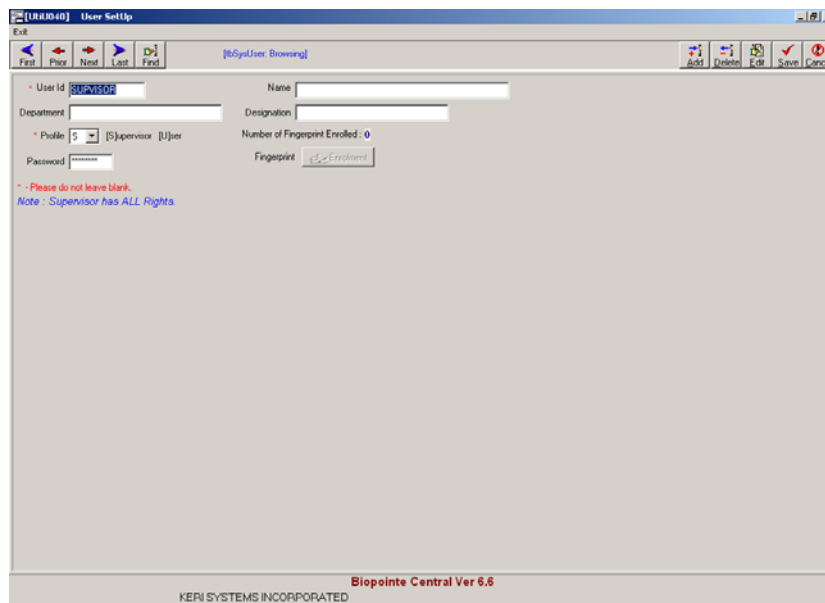 [UtiU040] User SetUp
Exit
First Prior Next Last Find [tbSysUser: Browsing] Add Delete Edit Save Canc
* User Id SUPVISOR Name
Department Designation
* Profile S [S]upervisor [U]ser Number of Fingerprint Enrolled : 0
Password ******** Fingerprint Enrolment
* - Please do not leave blank.
Note : Supervisor has ALL Rights.
Biopointe Central Ver 6.6
KERI SYSTEMS INCORPORATED